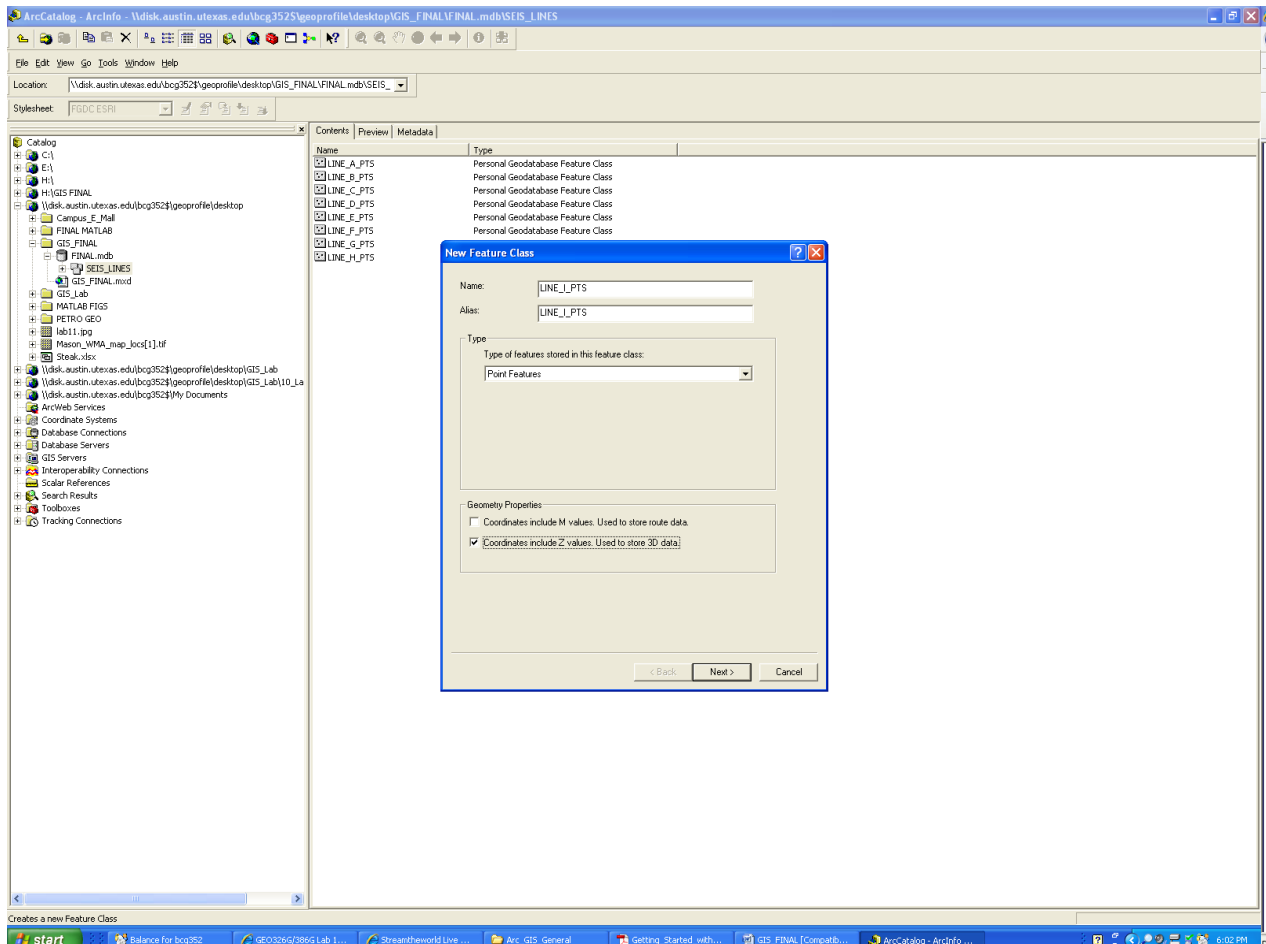 ArcCatalog - ArcInfo - \\disk.austin.utexas.edu\bcg352$\geoprofile\desktop\GIS_FINAL\FINAL.mdb\SEIS_LINES
File Edit View Go Tools Window Help
Location: \\disk.austin.utexas.edu\bcg352$\geoprofile\desktop\GIS_FINAL\FINAL.mdb\SEIS_
Stylesheet: FGDC ESRI
Catalog
C:\
E:\
H:\
H:\GIS FINAL
\\disk.austin.utexas.edu\bcg352$\geoprofile\desktop
Campus_E_Mall
FINAL MATLAB
GIS_FINAL
FINAL.mdb
SEIS_LINES
GIS_FINAL.mxd
GIS_Lab
MATLAB FIGS
PETRO GEO
lab11.jpg
Mason_WMA_map_locs[1].tif
Steak.xlsx
\\disk.austin.utexas.edu\bcg352$\geoprofile\desktop\GIS_Lab
\\disk.austin.utexas.edu\bcg352$\geoprofile\desktop\GIS_Lab\10_La
\\disk.austin.utexas.edu\bcg352$\My Documents
ArcWeb Services
Coordinate Systems
Database Connections
Database Servers
GIS Servers
Interoperability Connections
Scalar References
Search Results
Toolboxes
Tracking Connections
Contents Preview Metadata
Name Type
LINE_A_PTS Personal Geodatabase Feature Class
LINE_B_PTS Personal Geodatabase Feature Class
LINE_C_PTS Personal Geodatabase Feature Class
LINE_D_PTS Personal Geodatabase Feature Class
LINE_E_PTS Personal Geodatabase Feature Class
LINE_F_PTS Personal Geodatabase Feature Class
LINE_G_PTS
LINE_H_PTS
New Feature Class
Name: LINE_I_PTS
Alias: LINE_I_PTS
Type
Type of features stored in this feature class:
Point Features
Geometry Properties
Coordinates include M values. Used to store route data.
Coordinates include Z values. Used to store 3D data.
< Back Next > Cancel
Creates a new Feature Class
start Balance for bcg352 GEO326G/386G Lab 1... Streamtheworld Live ... Arc GIS General Getting Started with... GIS_FINAL [Compatib... ArcCatalog - ArcInfo ... 6:02 PM